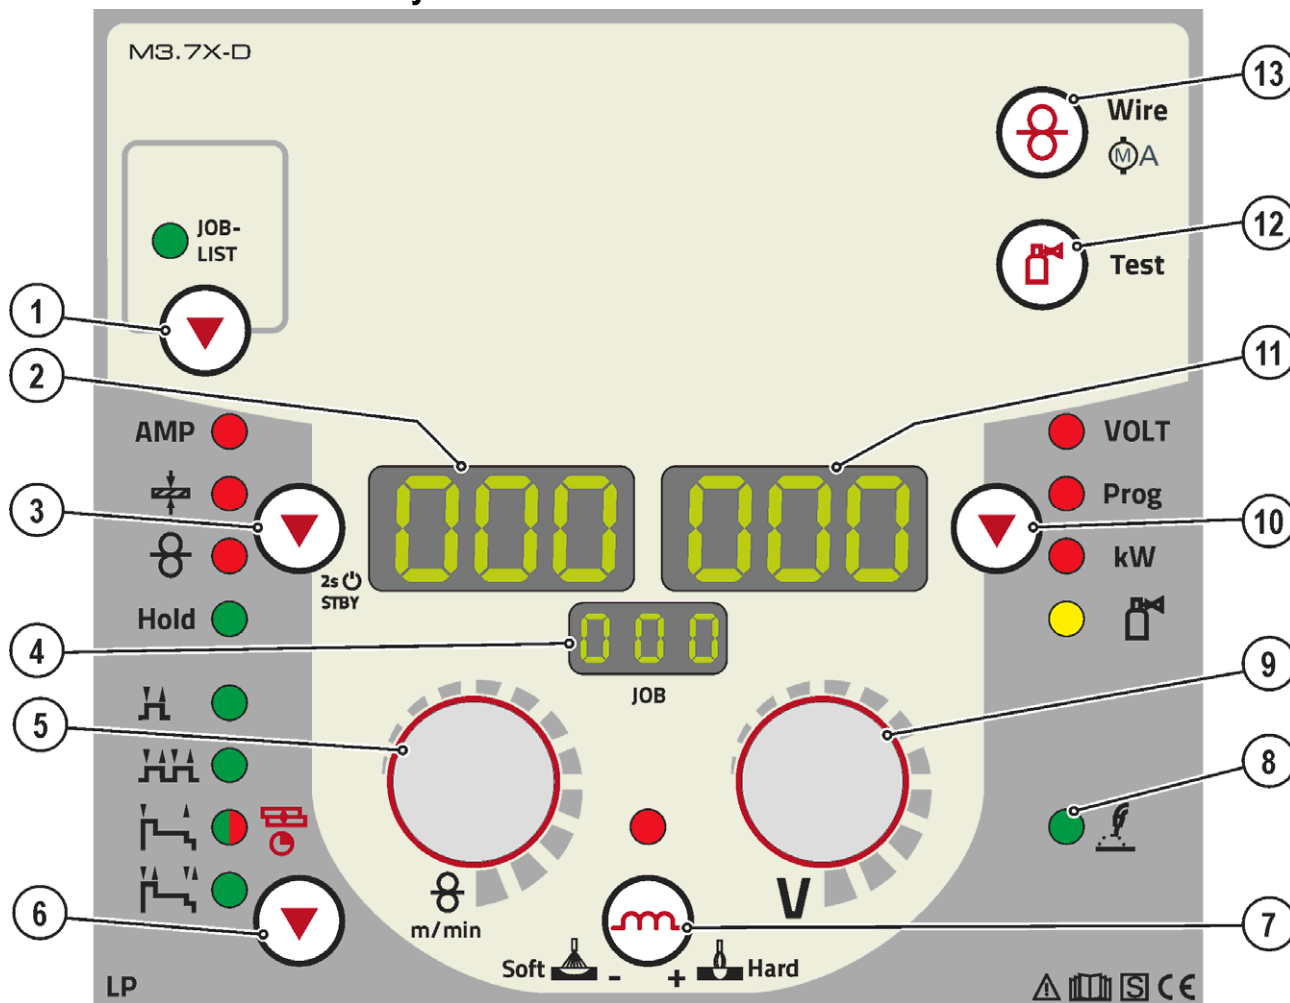 M3.7X-D
13
Wire
M A
12
Test
JOB-
LIST
1
2
11
AMP
VOLT
3
Prog
10
000
000
kW
2s
STBY
Hold
4
000
JOB
9
5
8
m/min
V
6
7
Soft - + Hard
LP
S CE